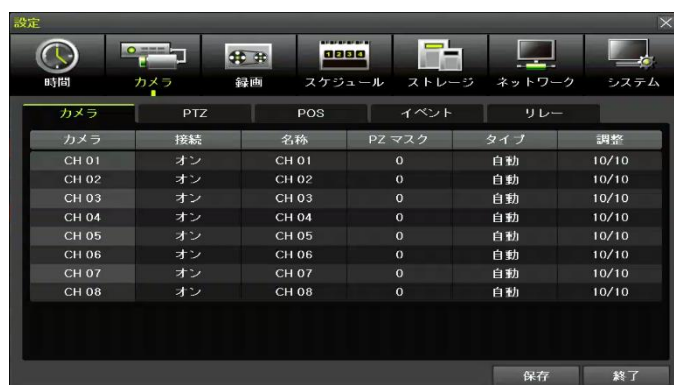 設定
時間 カメラ 録画 スケジュール ストレージ ネットワーク システム
カメラ PTZ POS イベント リレー
カメラ 接続 名称 PZ マスク タイプ 調整
CH 01 オン CH 01 0 自動 10/10
CH 02 オン CH 02 0 自動 10/10
CH 03 オン CH 03 0 自動 10/10
CH 04 オン CH 04 0 自動 10/10
CH 05 オン CH 05 0 自動 10/10
CH 06 オン CH 06 0 自動 10/10
CH 07 オン CH 07 0 自動 10/10
CH 08 オン CH 08 0 自動 10/10
保存 終了